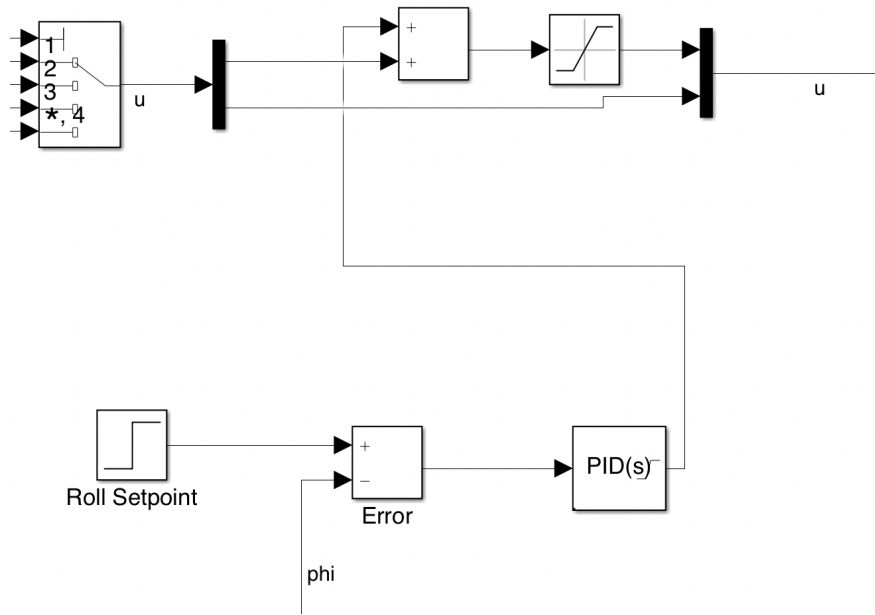 1
2
3
*, 4
u
+
+
u
Roll Setpoint
+
−
Error
PID(s)
phi